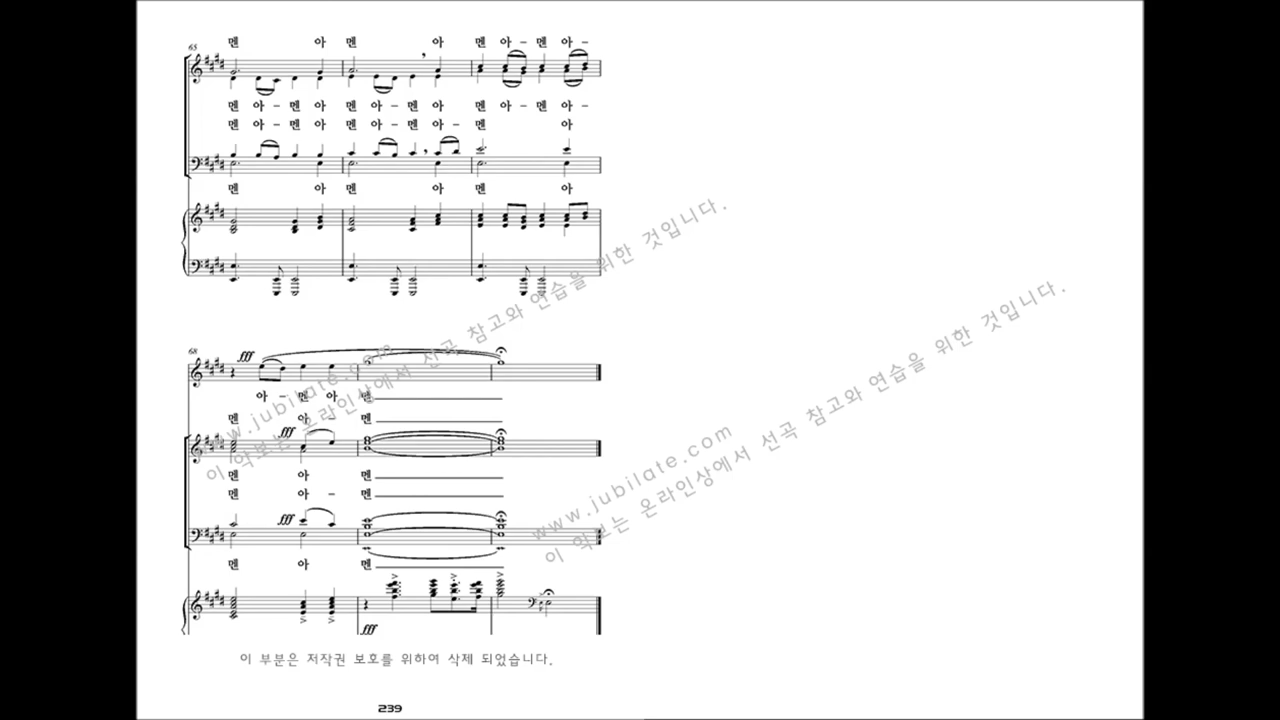 65
멘 아 멘 아 멘 아 – 멘 아 –
멘 아 – 멘 아 멘 아 – 멘 아 멘 아 – 멘 아 –
멘 아 – 멘 아 멘 아 – 멘 아 – 멘 아
멘 아 멘 아 멘 아
68
fff
아 – 멘 아 멘
멘 아 – 멘
fff
멘 아 멘
멘 아 – 멘
fff
멘 아 멘
fff
이 부분은 저작권 보호를 위하여 삭제 되었습니다.
239
www.jubilate.com
이 악보는 온라인상에서 선곡 참고와 연습을 위한 것입니다.
www.jubilate.com
이 악보는 온라인상에서 선곡 참고와 연습을 위한 것입니다.